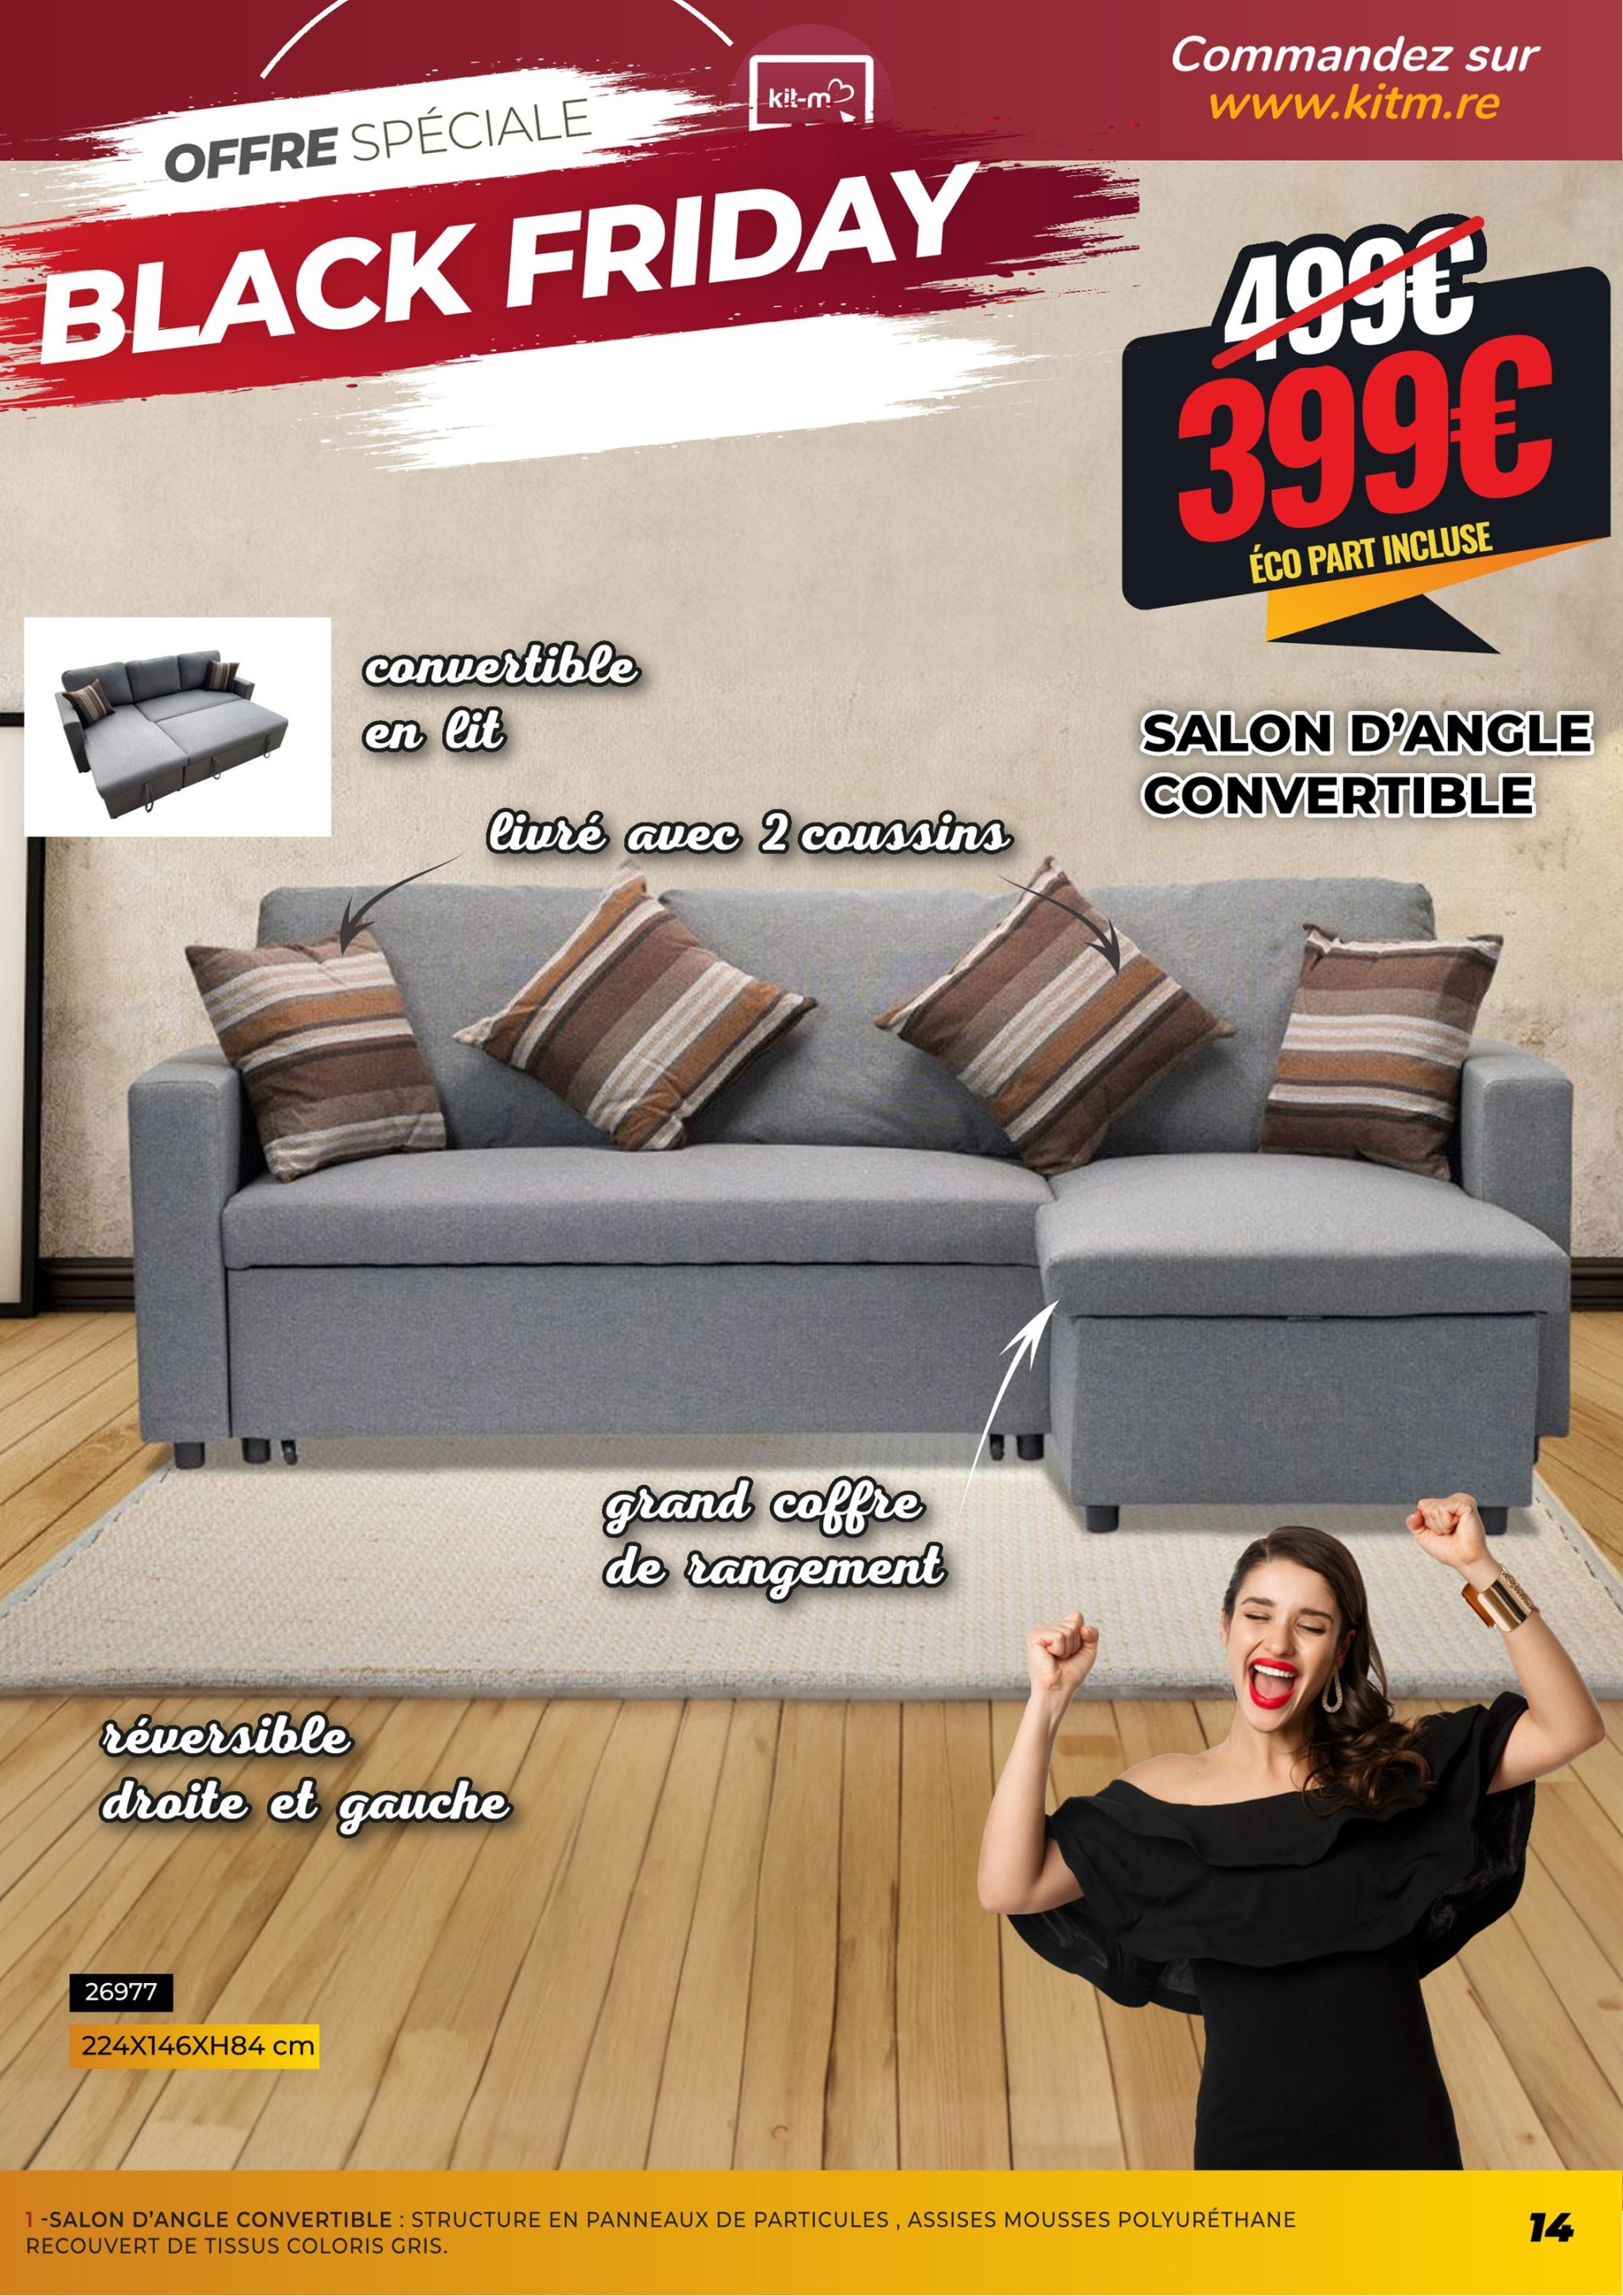 Commandez sur
www.kitm.re
kit-m
OFFRE SPÉCIALE
BLACK FRIDAY
499€
399€
ÉCO PART INCLUSE
convertible
en lit
SALON D’ANGLE
CONVERTIBLE
livré avec 2 coussins
grand coffre
de rangement
réversible
droite et gauche
26977
224X146XH84 cm
1 -SALON D’ANGLE CONVERTIBLE : STRUCTURE EN PANNEAUX DE PARTICULES , ASSISES MOUSSES POLYURÉTHANE
RECOUVERT DE TISSUS COLORIS GRIS.
14